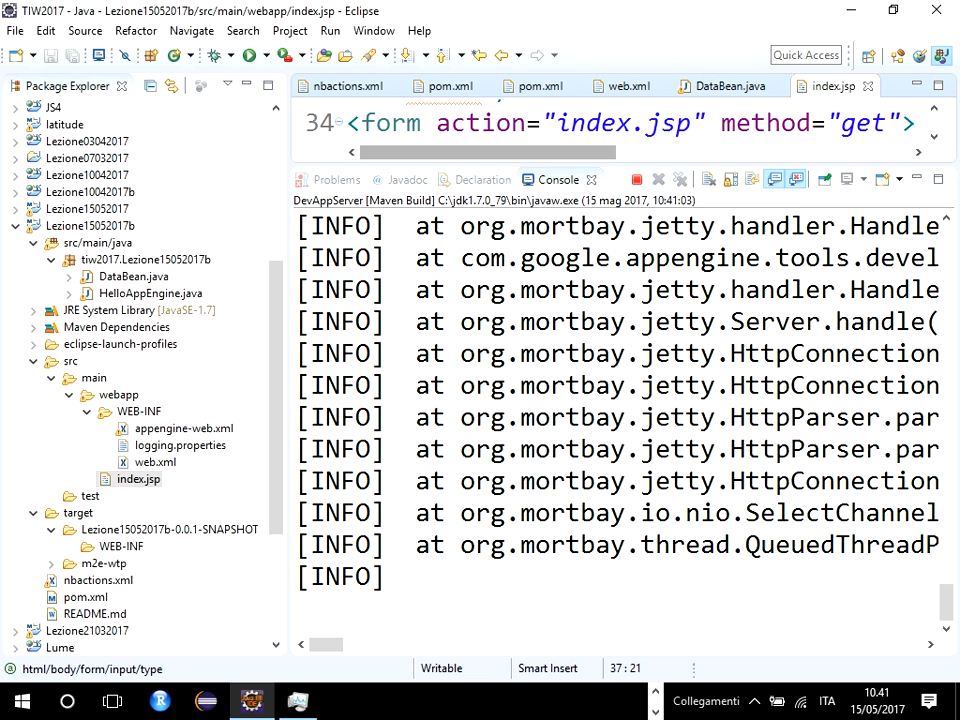 TIW2017 - Java - Lezione15052017b/src/main/webapp/index.jsp - Eclipse
File Edit Source Refactor Navigate Search Project Run Window Help
Quick Access
Package Explorer
JS4
latitude
Lezione03042017
Lezione07032017
Lezione10042017
Lezione10042017b
Lezione15052017
Lezione15052017b
src/main/java
tiw2017.Lezione15052017b
DataBean.java
HelloAppEngine.java
JRE System Library [JavaSE-1.7]
Maven Dependencies
eclipse-launch-profiles
src
main
webapp
WEB-INF
appengine-web.xml
logging.properties
web.xml
index.jsp
test
target
Lezione15052017b-0.0.1-SNAPSHOT
WEB-INF
m2e-wtp
nbactions.xml
pom.xml
README.md
Lezione21032017
Lume
nbactions.xml pom.xml pom.xml web.xml DataBean.java index.jsp
34 <form action="index.jsp" method="get">
Problems Javadoc Declaration Console
DevAppServer [Maven Build] C:\jdk1.7.0_79\bin\javaw.exe (15 mag 2017, 10:41:03)
[INFO] at org.mortbay.jetty.handler.Handle
[INFO] at com.google.appengine.tools.devel
[INFO] at org.mortbay.jetty.handler.Handle
[INFO] at org.mortbay.jetty.Server.handle(
[INFO] at org.mortbay.jetty.HttpConnection
[INFO] at org.mortbay.jetty.HttpConnection
[INFO] at org.mortbay.jetty.HttpParser.par
[INFO] at org.mortbay.jetty.HttpParser.par
[INFO] at org.mortbay.jetty.HttpConnection
[INFO] at org.mortbay.io.nio.SelectChannel
[INFO] at org.mortbay.thread.QueuedThreadP
[INFO]
html/body/form/input/type Writable Smart Insert 37 : 21
Collegamenti ITA 10.41
15/05/2017